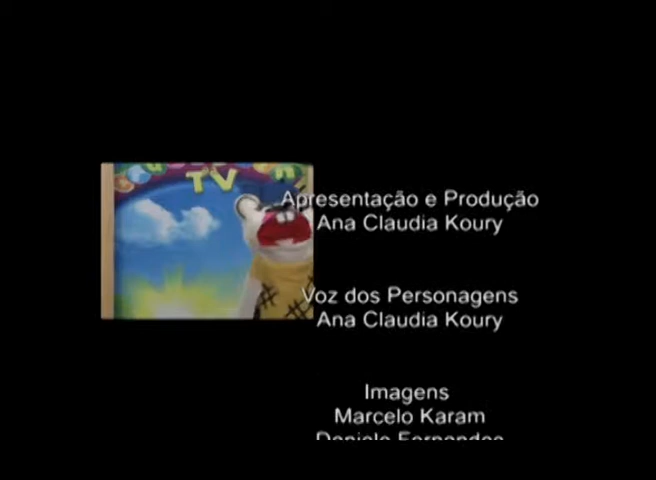 TV
Apresentação e Produção
Ana Claudia Koury
Voz dos Personagens
Ana Claudia Koury
Imagens
Marcelo Karam